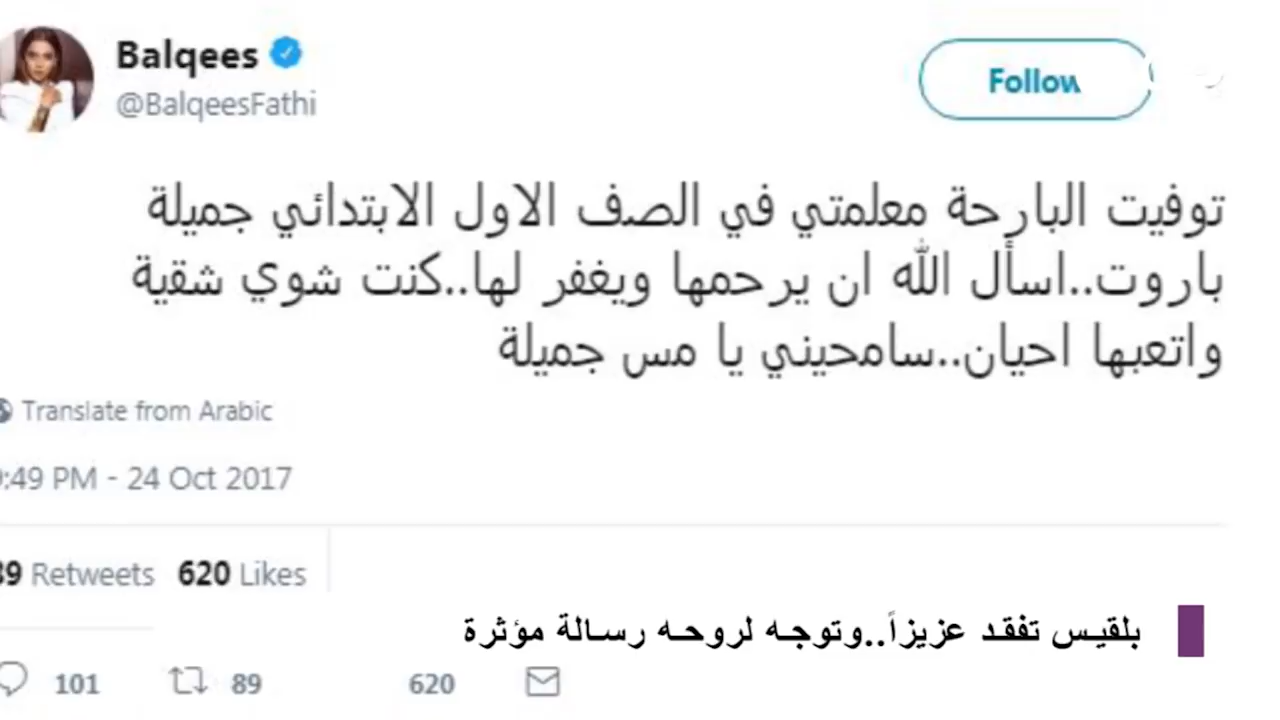 Balqees
@BalqeesFathi
Follow
توفيت البارحة معلمتي في الصف الاول الابتدائي جميلة
باروت..اسأل الله ان يرحمها ويغفر لها..كنت شوي شقية
واتعبها احيان..سامحيني يا مس جميلة
Translate from Arabic
:49 PM - 24 Oct 2017
89 Retweets 620 Likes
بلقيس تفقد عزيزاً..وتوجه لروحه رسالة مؤثرة
101 89 620